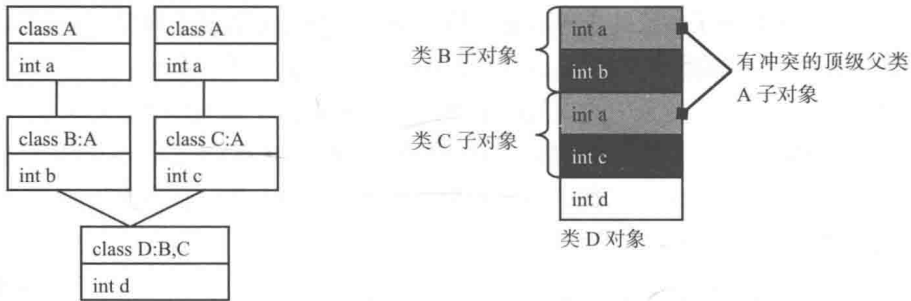 class A
int a
class A
int a
class B:A
int b
class C:A
int c
class D:B,C
int d
类 B 子对象
类 C 子对象
int a
int b
int a
int c
int d
类 D 对象
有冲突的顶级父类
A 子对象